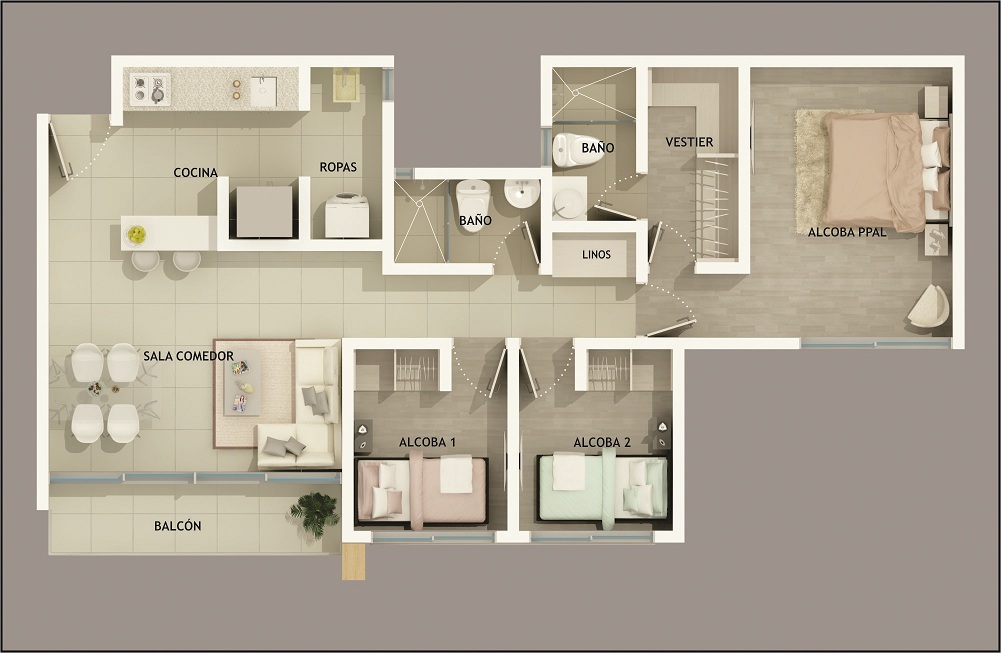 COCINA
ROPAS
BAÑO
BAÑO
VESTIER
ALCOBA PPAL
LINOS
SALA COMEDOR
ALCOBA 1
ALCOBA 2
BALCÓN